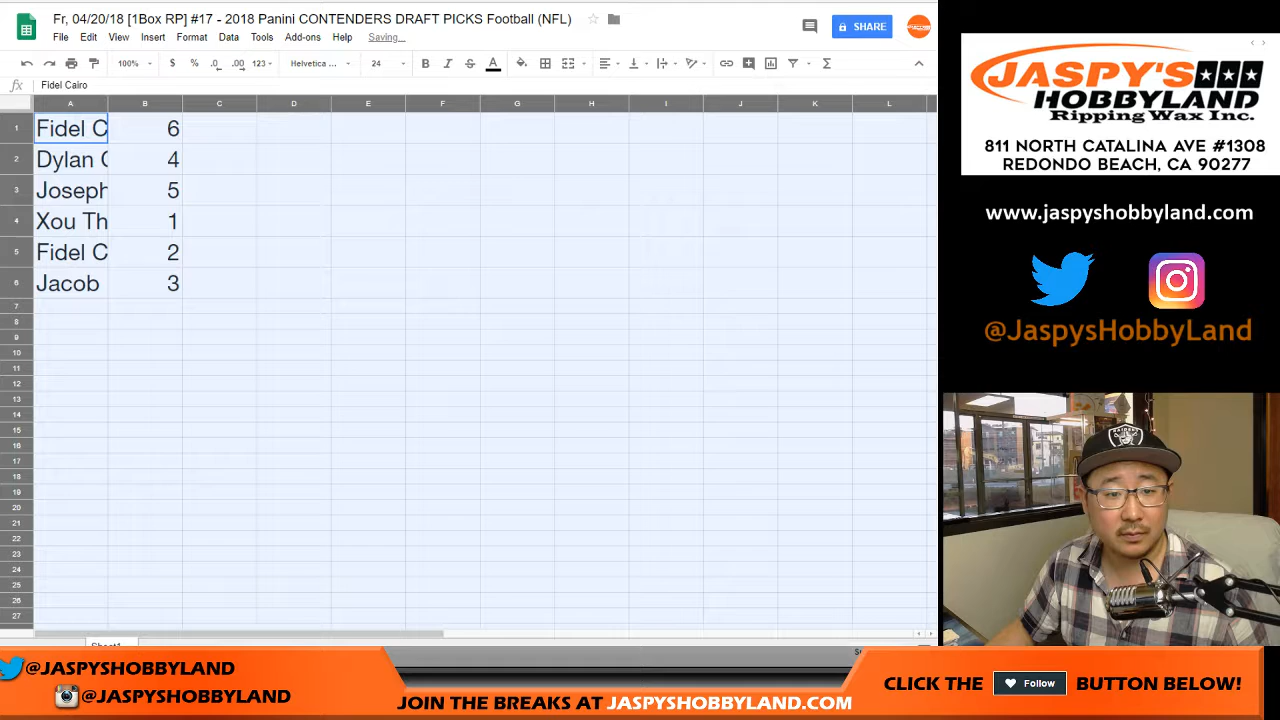 Fr, 04/20/18 [1Box RP] #17 - 2018 Panini CONTENDERS DRAFT PICKS Football (NFL)
File Edit View Insert Format Data Tools Add-ons Help Saving...
SHARE
100% $ % .0 .00 123 Helvetica ... 24 B I S A Σ
fx Fidel Cairo
A B C D E F G H I J K L
1 Fidel C 6
2 Dylan 4
3 Joseph 5
4 Xou Th 1
5 Fidel C 2
6 Jacob 3
7
8
9
10
11
12
13
14
15
16
17
18
19
20
21
22
23
24
25
26
27
Sheet1
JASPY'S
HOBBYLAND
Ripping Wax Inc.
811 NORTH CATALINA AVE #1308
REDONDO BEACH, CA 90277
www.jaspyshobbyland.com
@JaspysHobbyLand
RAIDERS
@JASPYSHOBBYLAND
@JASPYSHOBBYLAND
JOIN THE BREAKS AT JASPYSHOBBYLAND.COM
CLICK THE Follow BUTTON BELOW!